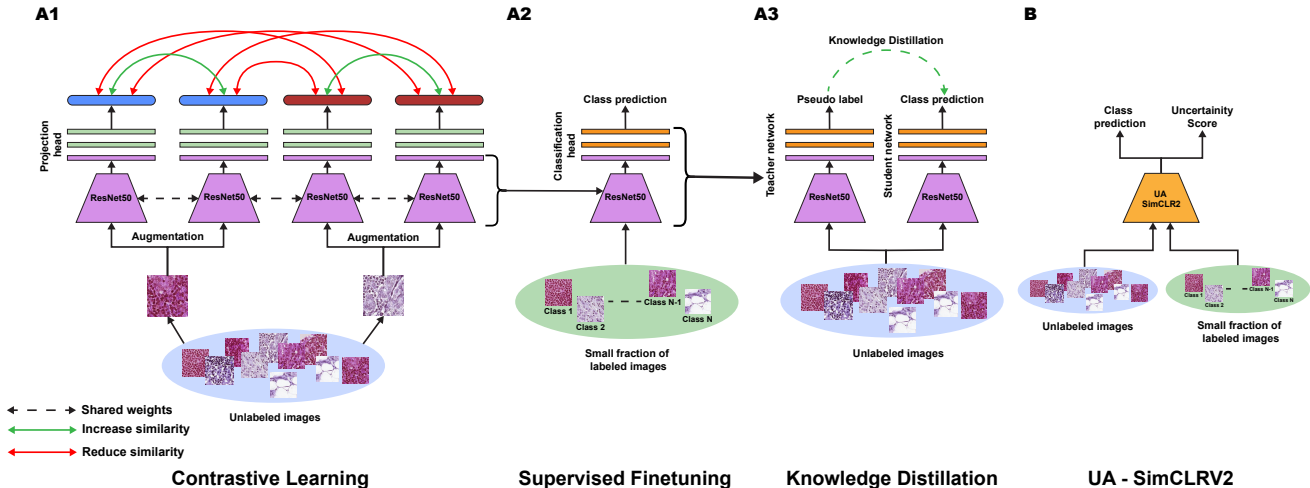 A1
A2
A3
B
Knowledge Distillation
Class prediction
Pseudo label
Class prediction
Class
prediction
Uncertainity
Score
Projection
head
Classification
head
Teacher network
Student network
ResNet50
ResNet50
ResNet50
ResNet50
ResNet50
ResNet50
ResNet50
UA
SimCLR2
Augmentation
Augmentation
Class 1
Class 2
Class N-1
Class N
Class 1
Class 2
Class N-1
Class N
Unlabeled images
Small fraction of
labeled images
Unlabeled images
Unlabeled images
Small fraction of
labeled images
Shared weights
Increase similarity
Reduce similarity
Contrastive Learning
Supervised Finetuning
Knowledge Distillation
UA - SimCLRV2